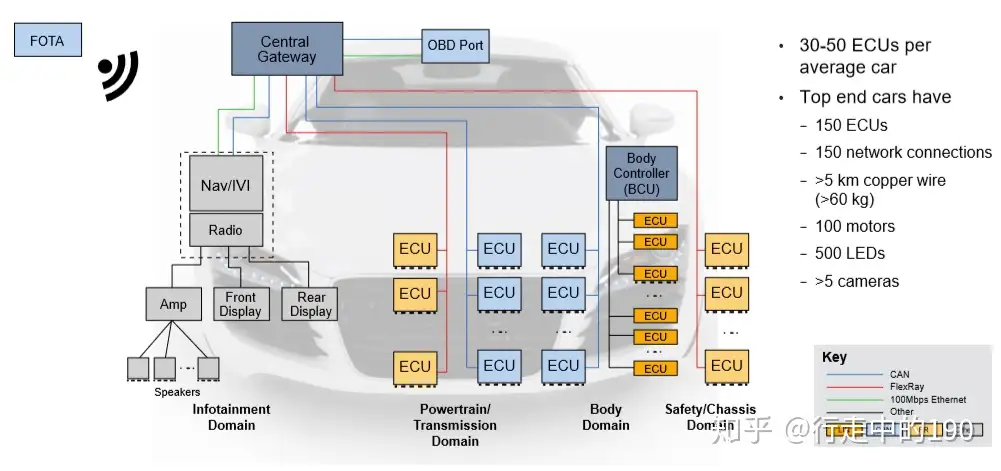 FOTA
Central
Gateway
OBD Port
Nav/IVI
Radio
Amp
Front
Display
Rear
Display
Speakers
Infotainment
Domain
ECU
ECU
ECU
ECU
ECU
ECU
Powertrain/
Transmission
Domain
ECU
ECU
ECU
Body
Controller
(BCU)
ECU
ECU
ECU
ECU
ECU
ECU
Body
Domain
ECU
ECU
ECU
Safety/Chassis
Domain
• 30-50 ECUs per
average car
• Top end cars have
- 150 ECUs
- 150 network connections
- >5 km copper wire
(>60 kg)
- 100 motors
- 500 LEDs
- >5 cameras
Key
CAN
FlexRay
100Mbps Ethernet
Other
知乎 @行走中的190